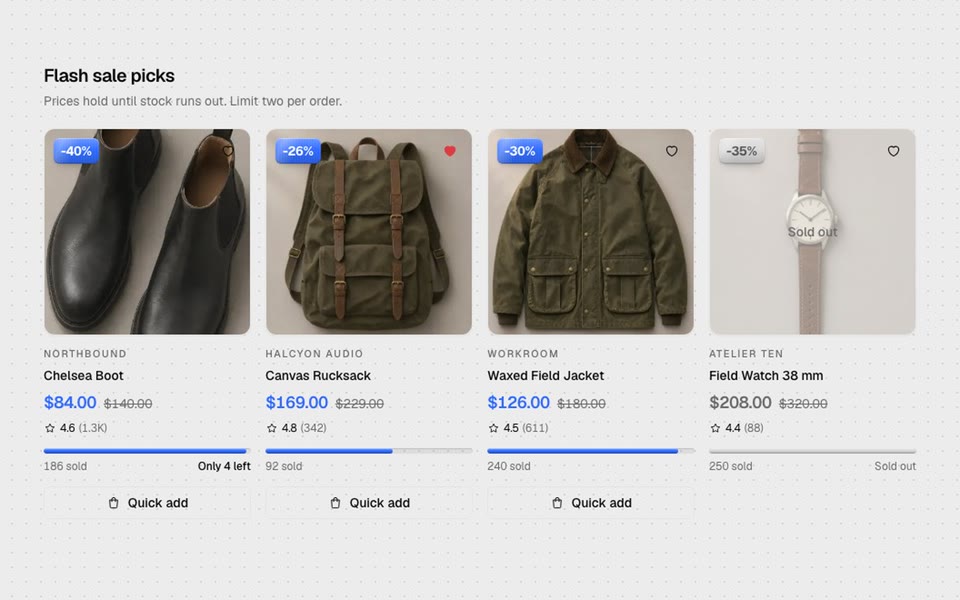 Flash sale picks
Prices hold until stock runs out. Limit two per order.
-40%
NORTHBOUND
Chelsea Boot
$84.00 $140.00
4.6 (1.3K)
186 sold Only 4 left
Quick add
-26%
HALCYON AUDIO
Canvas Rucksack
$169.00 $229.00
4.8 (342)
92 sold
Quick add
-30%
WORKROOM
Waxed Field Jacket
$126.00 $180.00
4.5 (611)
240 sold
Quick add
-35%
Sold out
ATELIER TEN
Field Watch 38 mm
$208.00 $320.00
4.4 (88)
250 sold Sold out